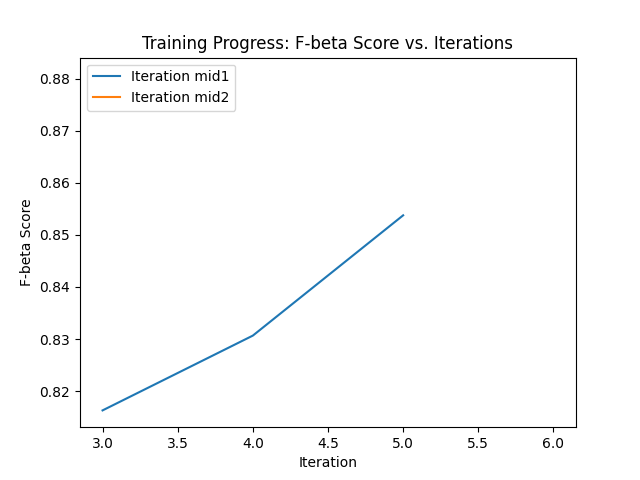 Training Progress: F-beta Score vs. Iterations
Iteration mid1
Iteration mid2
F-beta Score
0.88
0.87
0.86
0.85
0.84
0.83
0.82
3.0 3.5 4.0 4.5 5.0 5.5 6.0
Iteration